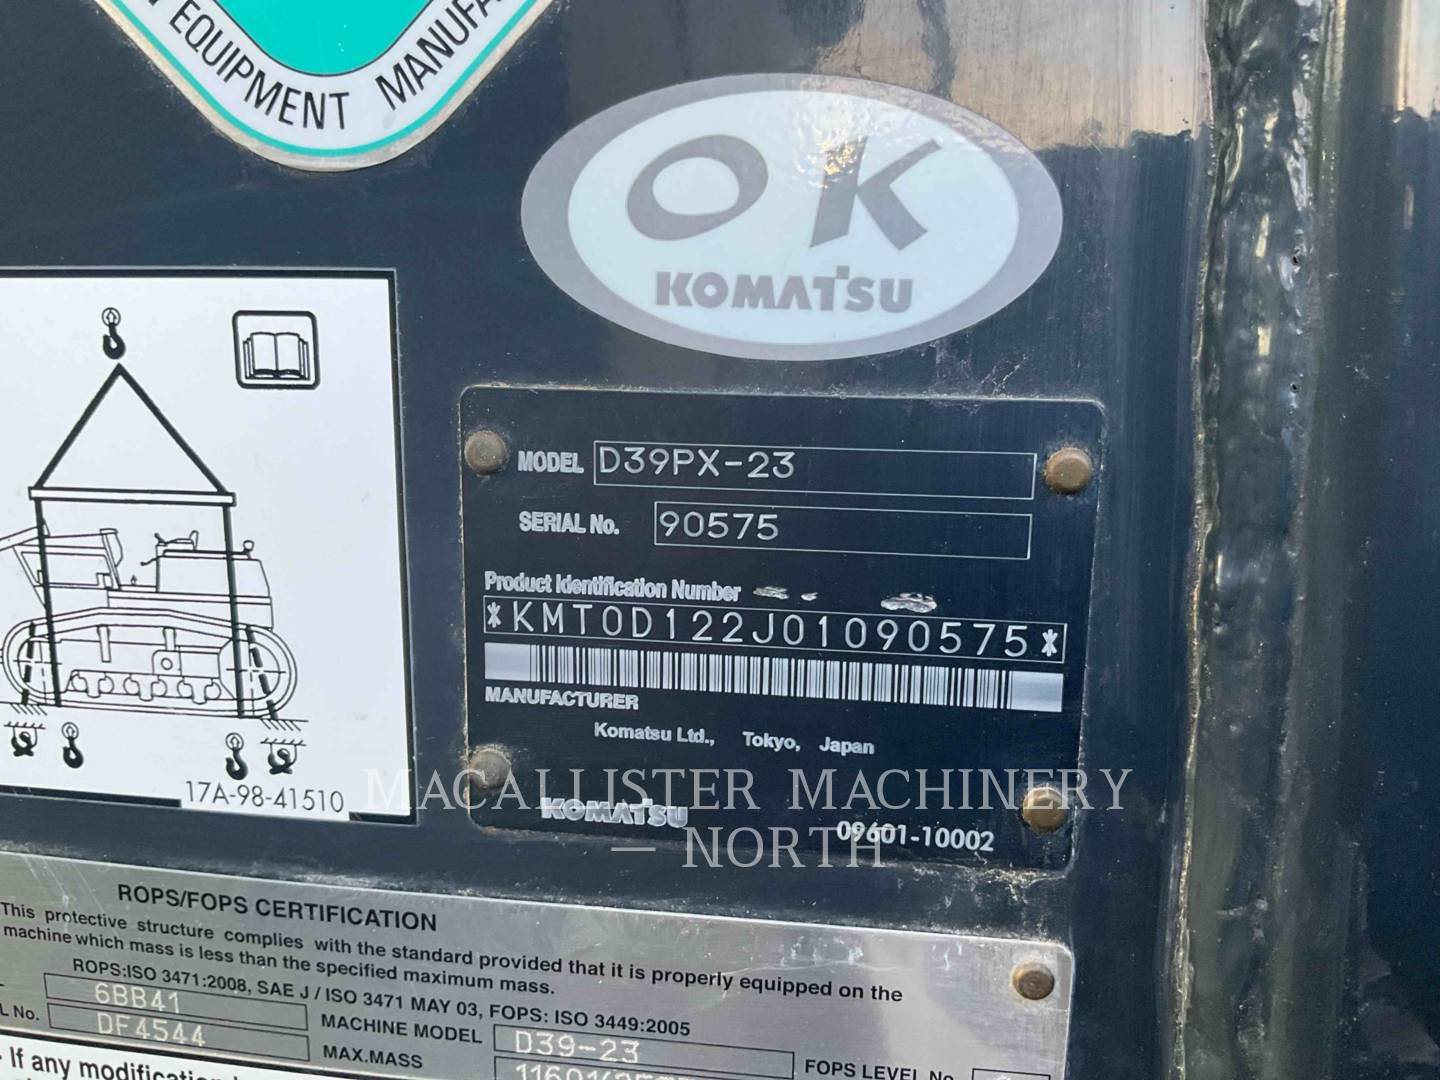 EQUIPMENT
OK
KOMATSU
MODEL D39PX-23
SERIAL No. 90575
Product Identification Number
*KMT0D122J01090575*
MANUFACTURER
Komatsu Ltd., Tokyo, Japan
17A-98-41510
MACALLISTER MACHINERY
KOMATSU
09601-10002
— NORTH
ROPS/FOPS CERTIFICATION
This protective structure complies with the standard provided that it is properly equipped on the
machine which mass is less than the specified maximum mass.
ROPS:ISO 3471:2008, SAE J / ISO 3471 MAY 03, FOPS: ISO 3449:2005
6BB41
MACHINE MODEL D39-23
No. DF4544
MAX.MASS
FOPS LEVEL No.
If any